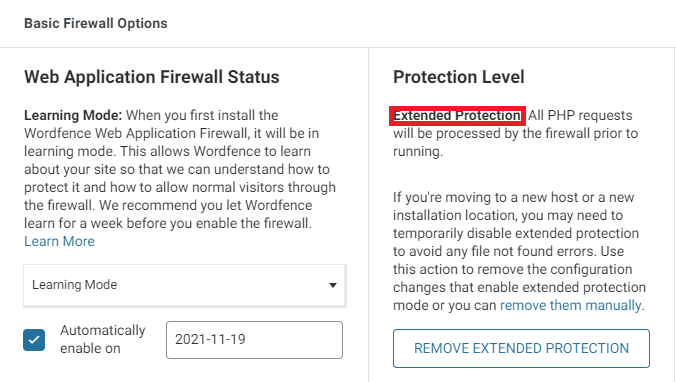 Basic Firewall Options
Web Application Firewall Status
Learning Mode: When you first install the
Wordfence Web Application Firewall, it will be in
learning mode. This allows Wordfence to learn
about your site so that we can understand how to
protect it and how to allow normal visitors through
the firewall. We recommend you let Wordfence
learn for a week before you enable the firewall.
Learn More
Learning Mode
Automatically
enable on
2021-11-19
Protection Level
Extended Protection All PHP requests
will be processed by the firewall prior to
running.
If you're moving to a new host or a new
installation location, you may need to
temporarily disable extended protection
to avoid any file not found errors. Use
this action to remove the configuration
changes that enable extended protection
mode or you can remove them manually.
REMOVE EXTENDED PROTECTION